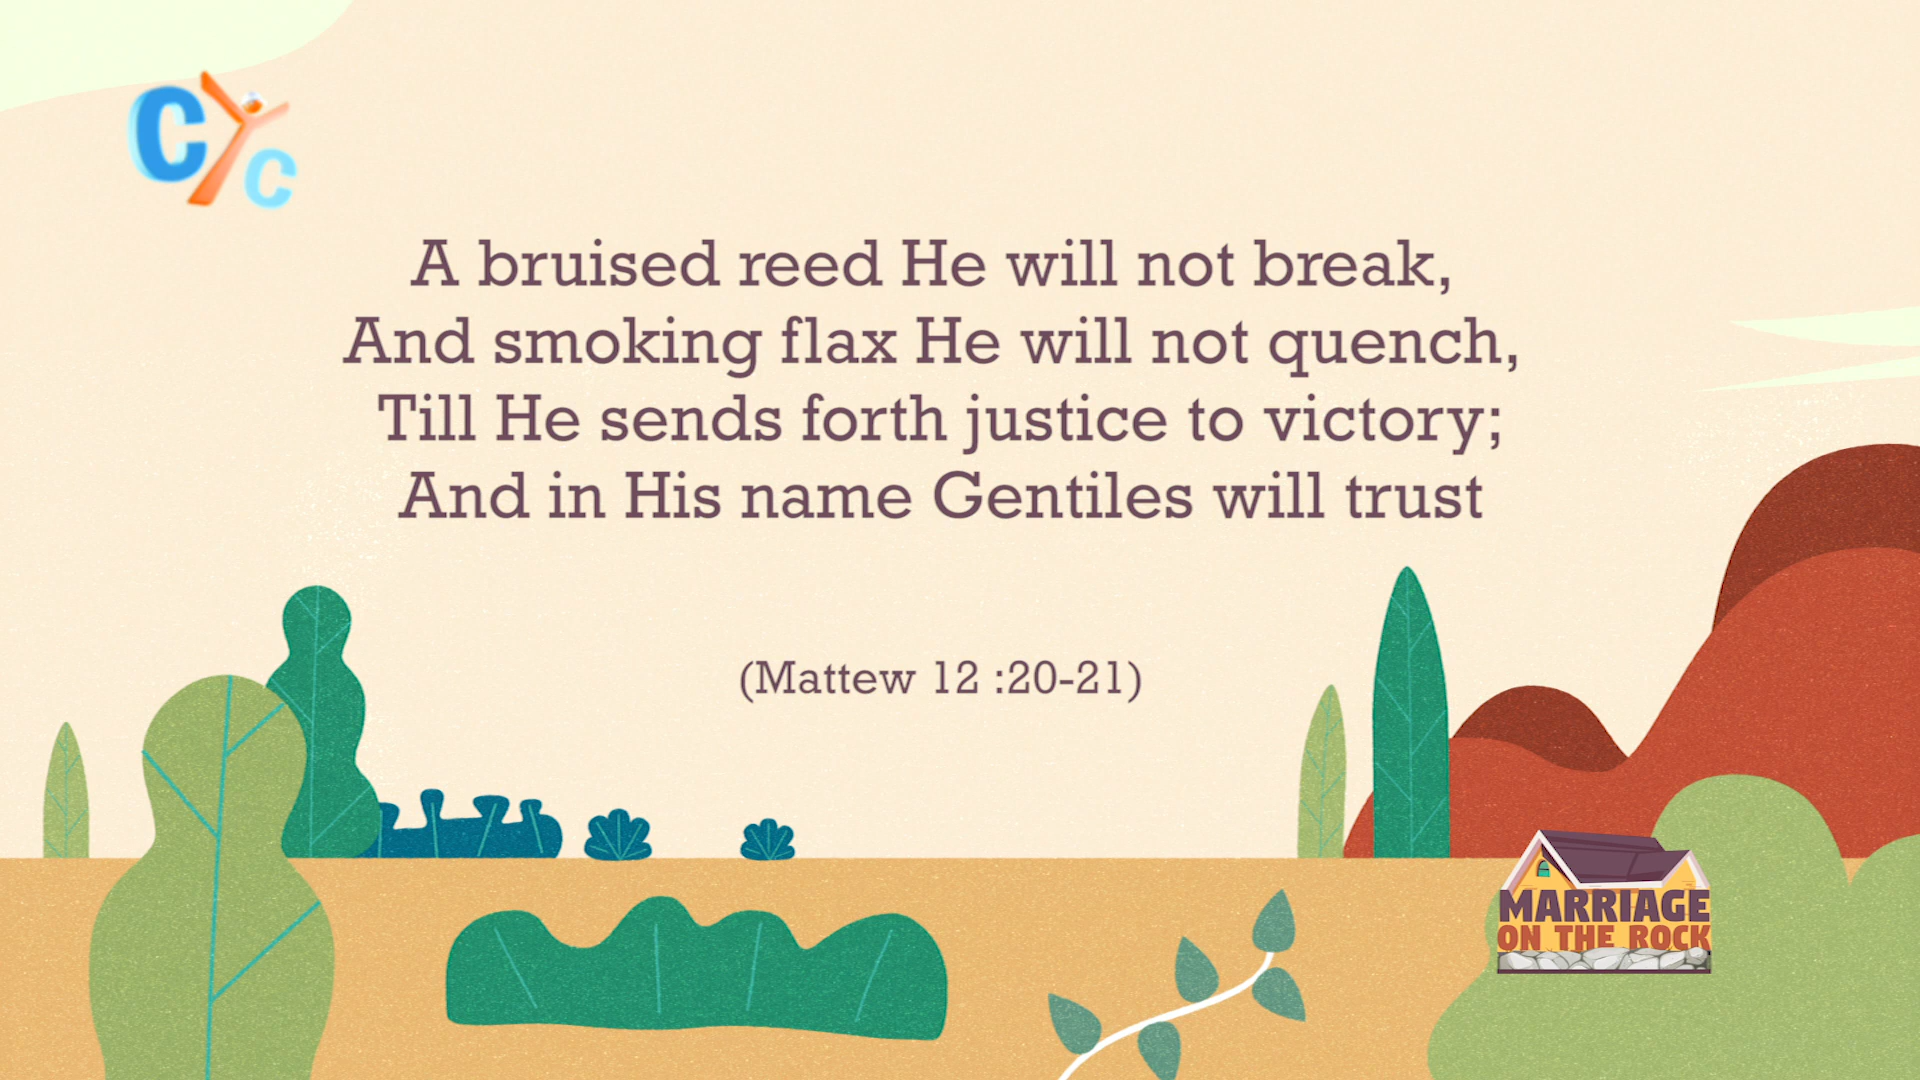 CYC
A bruised reed He will not break,
And smoking flax He will not quench,
Till He sends forth justice to victory;
And in His name Gentiles will trust
(Mattew 12 :20-21)
MARRIAGE
ON THE ROCK